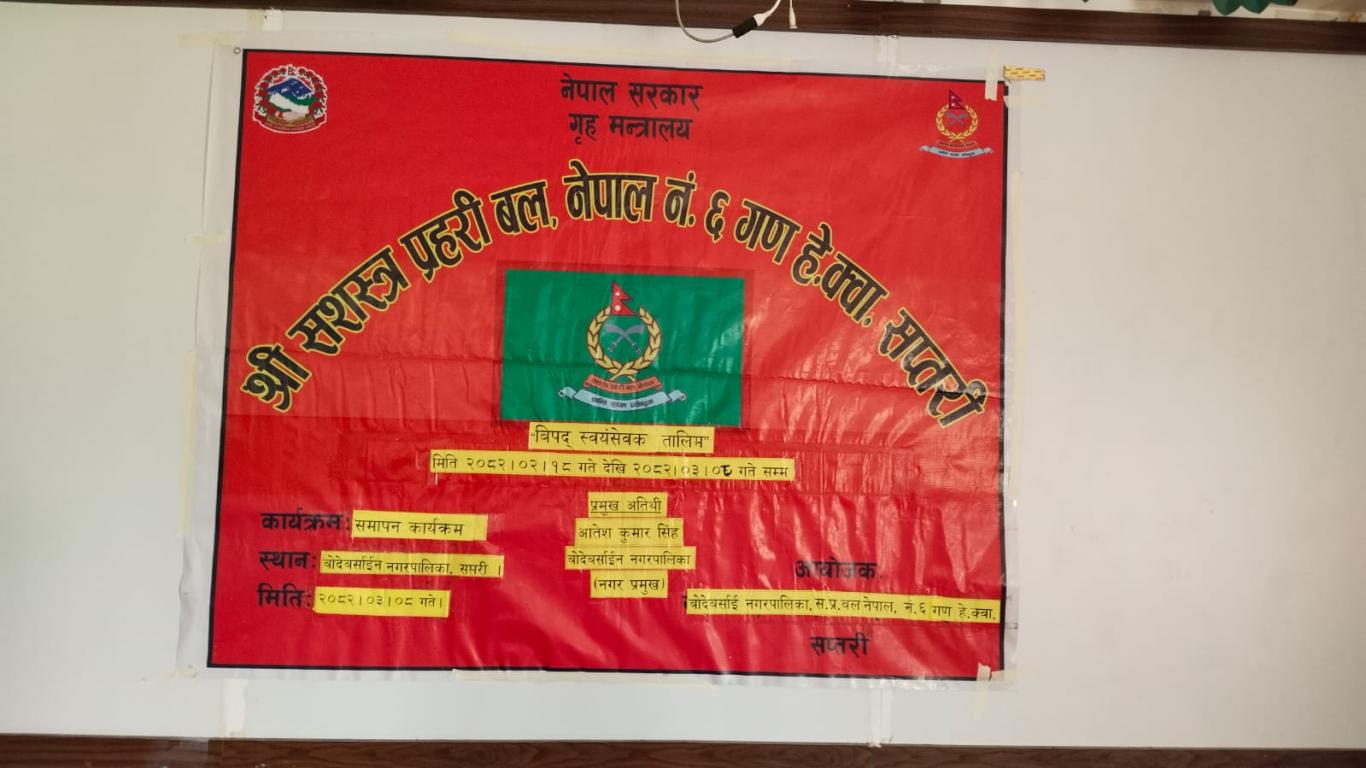 नेपाल सरकार
गृह मन्त्रालय
श्री सशस्त्र प्रहरी बल, नेपाल नं. ६ गण हे.क्वा. सप्तरी
"विपद् स्वयंसेवक तालिम"
मिति २०८२।०२।१८ गते देखि २०८२।०३।०८ गते सम्म
प्रमुख अतिथी
आतेश कुमार सिंह
बोदेबर्साईन नगरपालिका
(नगर प्रमुख)
कार्यक्रम: समापन कार्यक्रम
स्थान: बोदेबर्साईन नगरपालिका, सप्तरी ।
मिति: २०८२।०३।०८ गते।
आयोजक:
बोदेबर्साई नगरपालिका, स.प्र.बल नेपाल, नं.६ गण हे.क्वा.
सप्तरी